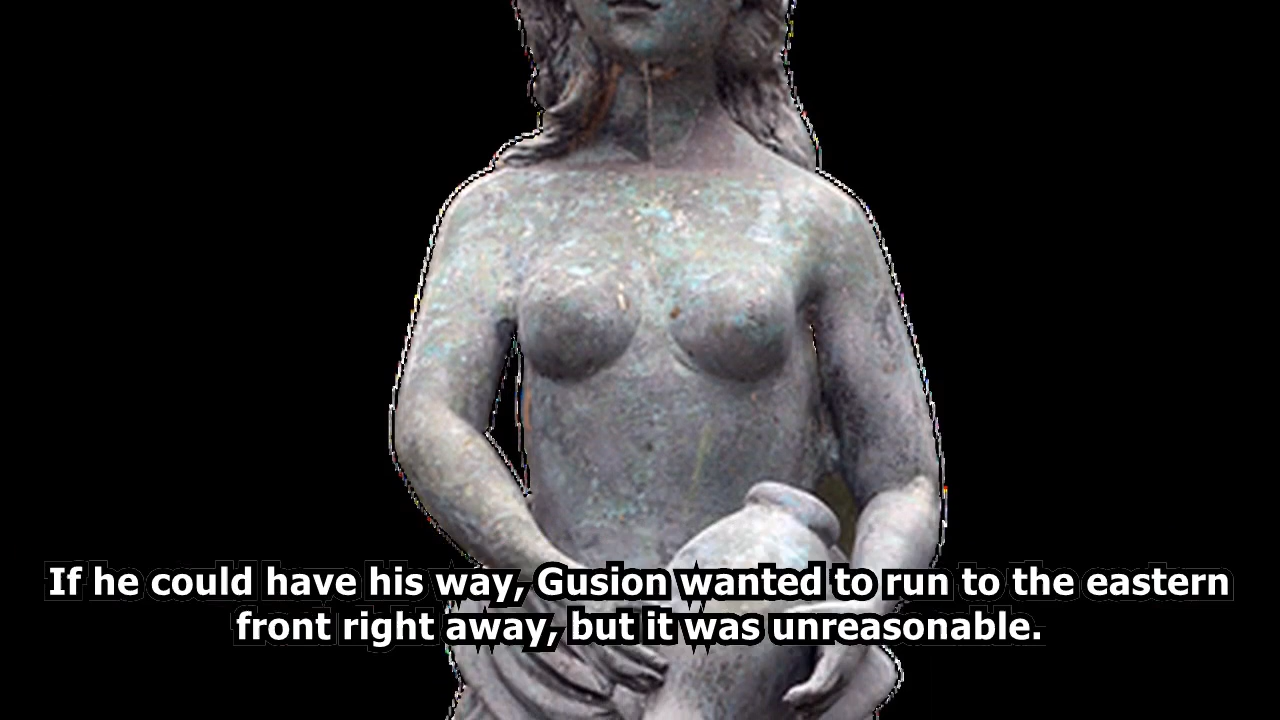 If he could have his way, Gusion wanted to run to the eastern
front right away, but it was unreasonable.